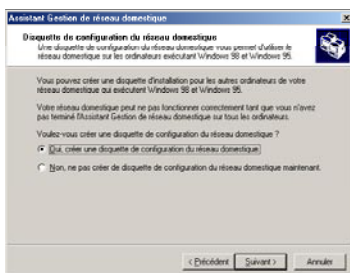 Assistant Gestion de réseau domestique
Disquette de configuration du réseau domestique
Une disquette de configuration du réseau domestique vous permet d'utiliser le
réseau domestique sur les ordinateurs exécutant Windows 98 et Windows 95.
Vous pouvez créer une disquette d'installation pour les autres ordinateurs de votre
réseau domestique qui exécutent Windows 98 et Windows 95.
Votre réseau domestique peut ne pas fonctionner correctement tant que vous n'avez
pas terminé l'Assistant Gestion de réseau domestique sur tous les ordinateurs.
Voulez-vous créer une disquette de configuration du réseau domestique ?
Oui, créer une disquette de configuration du réseau domestique.
Non, ne pas créer de disquette de configuration du réseau domestique maintenant.
< Précédent Suivant > Annuler